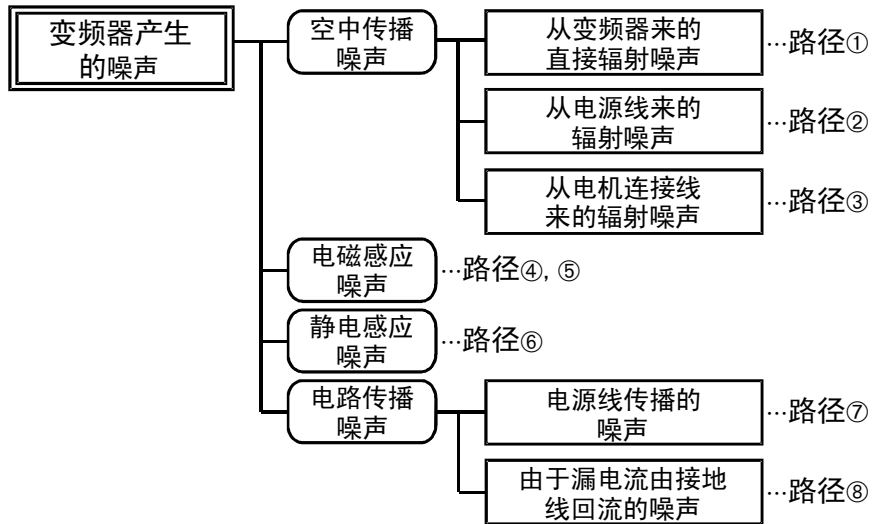 变频器产生
的噪声
空中传播
噪声
从变频器来的
直接辐射噪声
…路径①
从电源线来的
辐射噪声
…路径②
从电机连接线
来的辐射噪声
…路径③
电磁感应
噪声
…路径④, ⑤
静电感应
噪声
…路径⑥
电路传播
噪声
电源线传播的
噪声
…路径⑦
由于漏电流由接地
线回流的噪声
…路径⑧